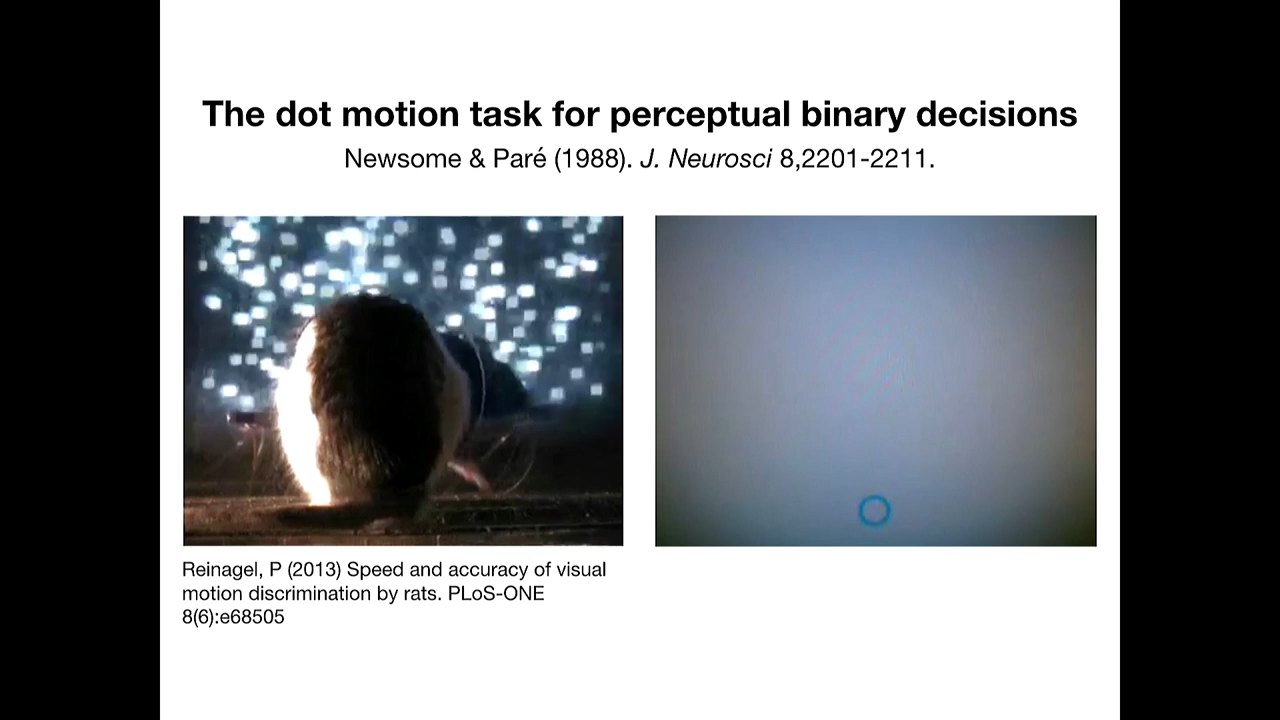 The dot motion task for perceptual binary decisions
Newsome & Paré (1988). J. Neurosci 8,2201-2211.
Reinagel, P (2013) Speed and accuracy of visual
motion discrimination by rats. PLoS-ONE
8(6):e68505